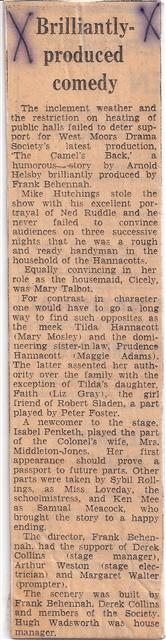 Brilliantly-
produced
comedy
The inclement weather and
the restriction on heating of
public halls failed to deter sup-
port for West Moors Drama
Society's latest production,
'The Camel's Back,' a
humorous story by Arnold
Helsby brilliantly produced by
Frank Behennah.
Mike Hutchings stole the
show with his excellent por-
trayal of Ned Ruddle and he
never failed to convince
audiences on three successive
nights that he was a rough
and ready handyman in the
household of the Hannacotts.
Equally convincing in her
role as the housemaid, Cicely,
was Mary Talbot.
For contrast in character
one would have to go a long
way to find such opposites as
the meek Tilda Hannacott
(Mary Mosley) and the domi-
neering sister-in-law, Prudence
Hannacott (Maggie Adams).
The latter asserted her auth-
ority over the family with the
exception of Tilda's daughter,
Faith (Liz Gray), the girl
friend of Robert Sladen, a part
played by Peter Foster.
A newcomer to the stage,
Isabel Penketh, played the part
of the Colonel's wife, Mrs.
Middleton-Jones. Her first
appearance should prove a
passport to future parts. Other
parts were taken by Sybil Roll-
ings, as Miss Loveday, the
schoolmistress, and Ken Mee
as Samuel Meacock, who
brought the story to a happy
ending.
The director, Frank Behen-
nah, had the support of Derek
Collins (stage manager),
Arthur Weston (stage elec-
trician) and Margaret Walter
(prompter).
The scenery was built by
Frank Behennah, Derek Collins
and members of the Society.
Hugh Wadsworth was house
manager.